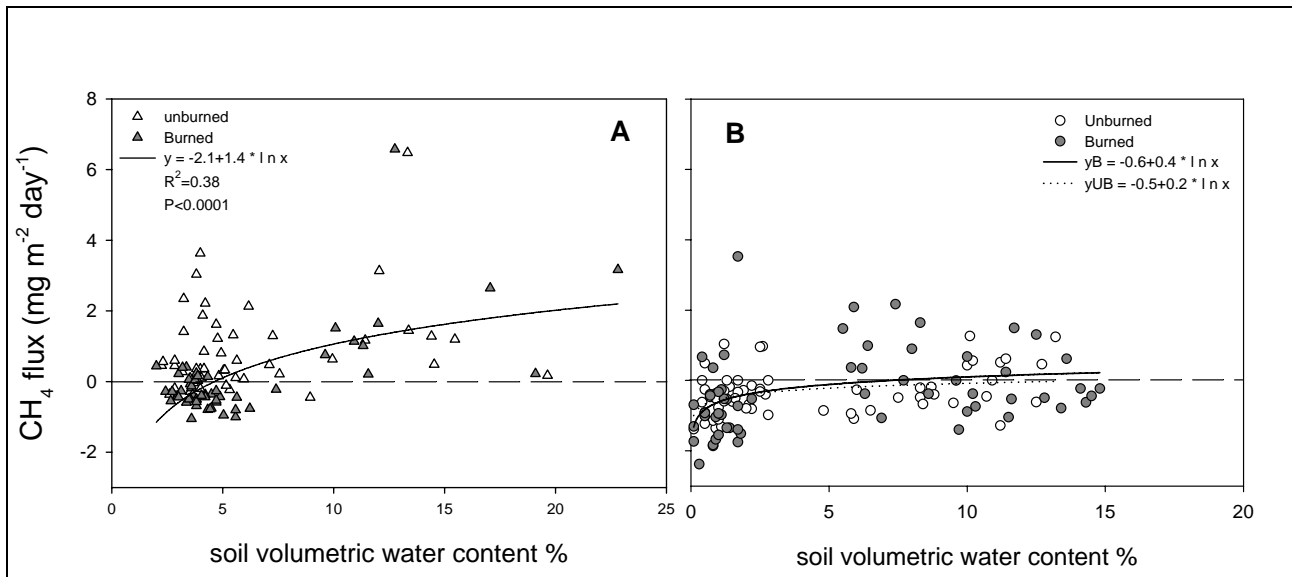 8
6
4
2
0
-2
CH4 flux (mg m-2 day-1)
unburned
Burned
y = -2.1+1.4 * l n x
R2=0.38
P<0.0001
A
0 5 10 15 20 25
soil volumetric water content %
B
Unburned
Burned
yB = -0.6+0.4 * l n x
yUB = -0.5+0.2 * l n x
0 5 10 15 20
soil volumetric water content %